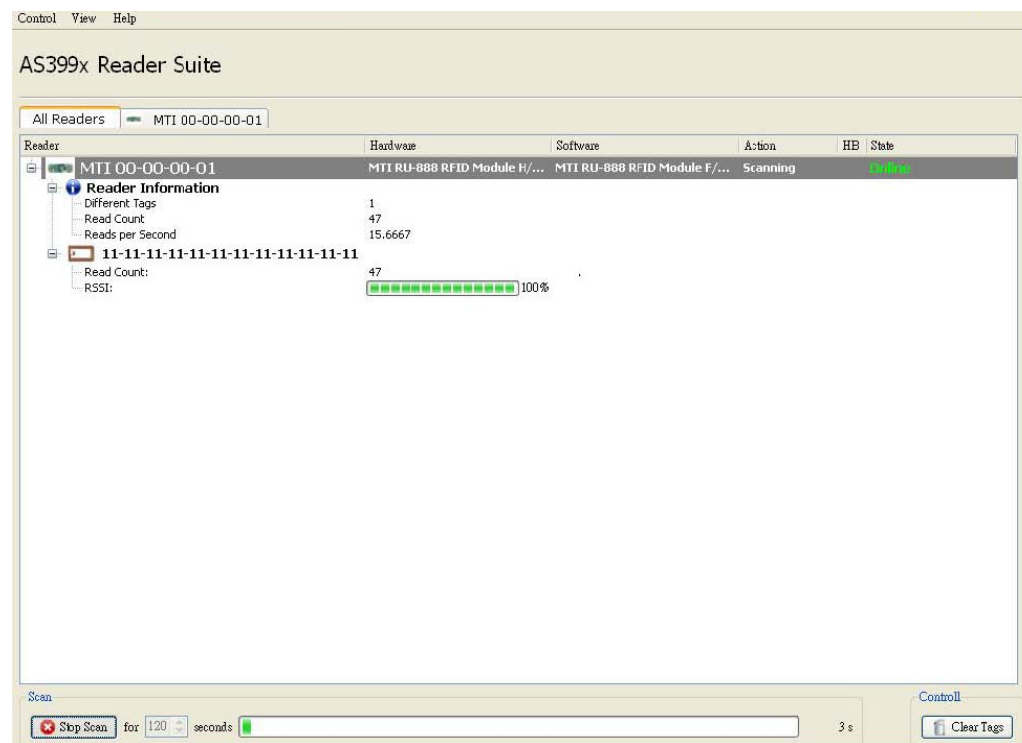 Control View Help
AS399x Reader Suite
All Readers MTI 00-00-00-01
Reader Hardware Software Action HB State
MTI 00-00-00-01 MTI RU-888 RFID Module H/... MTI RU-888 RFID Module F/... Scanning Online
Reader Information
Different Tags 1
Read Count 47
Reads per Second 15.6667
11-11-11-11-11-11-11-11-11-11-11-11
Read Count: 47
RSSI: 100%
Scan Controll
Stop Scan for 120 seconds 3 s Clear Tags